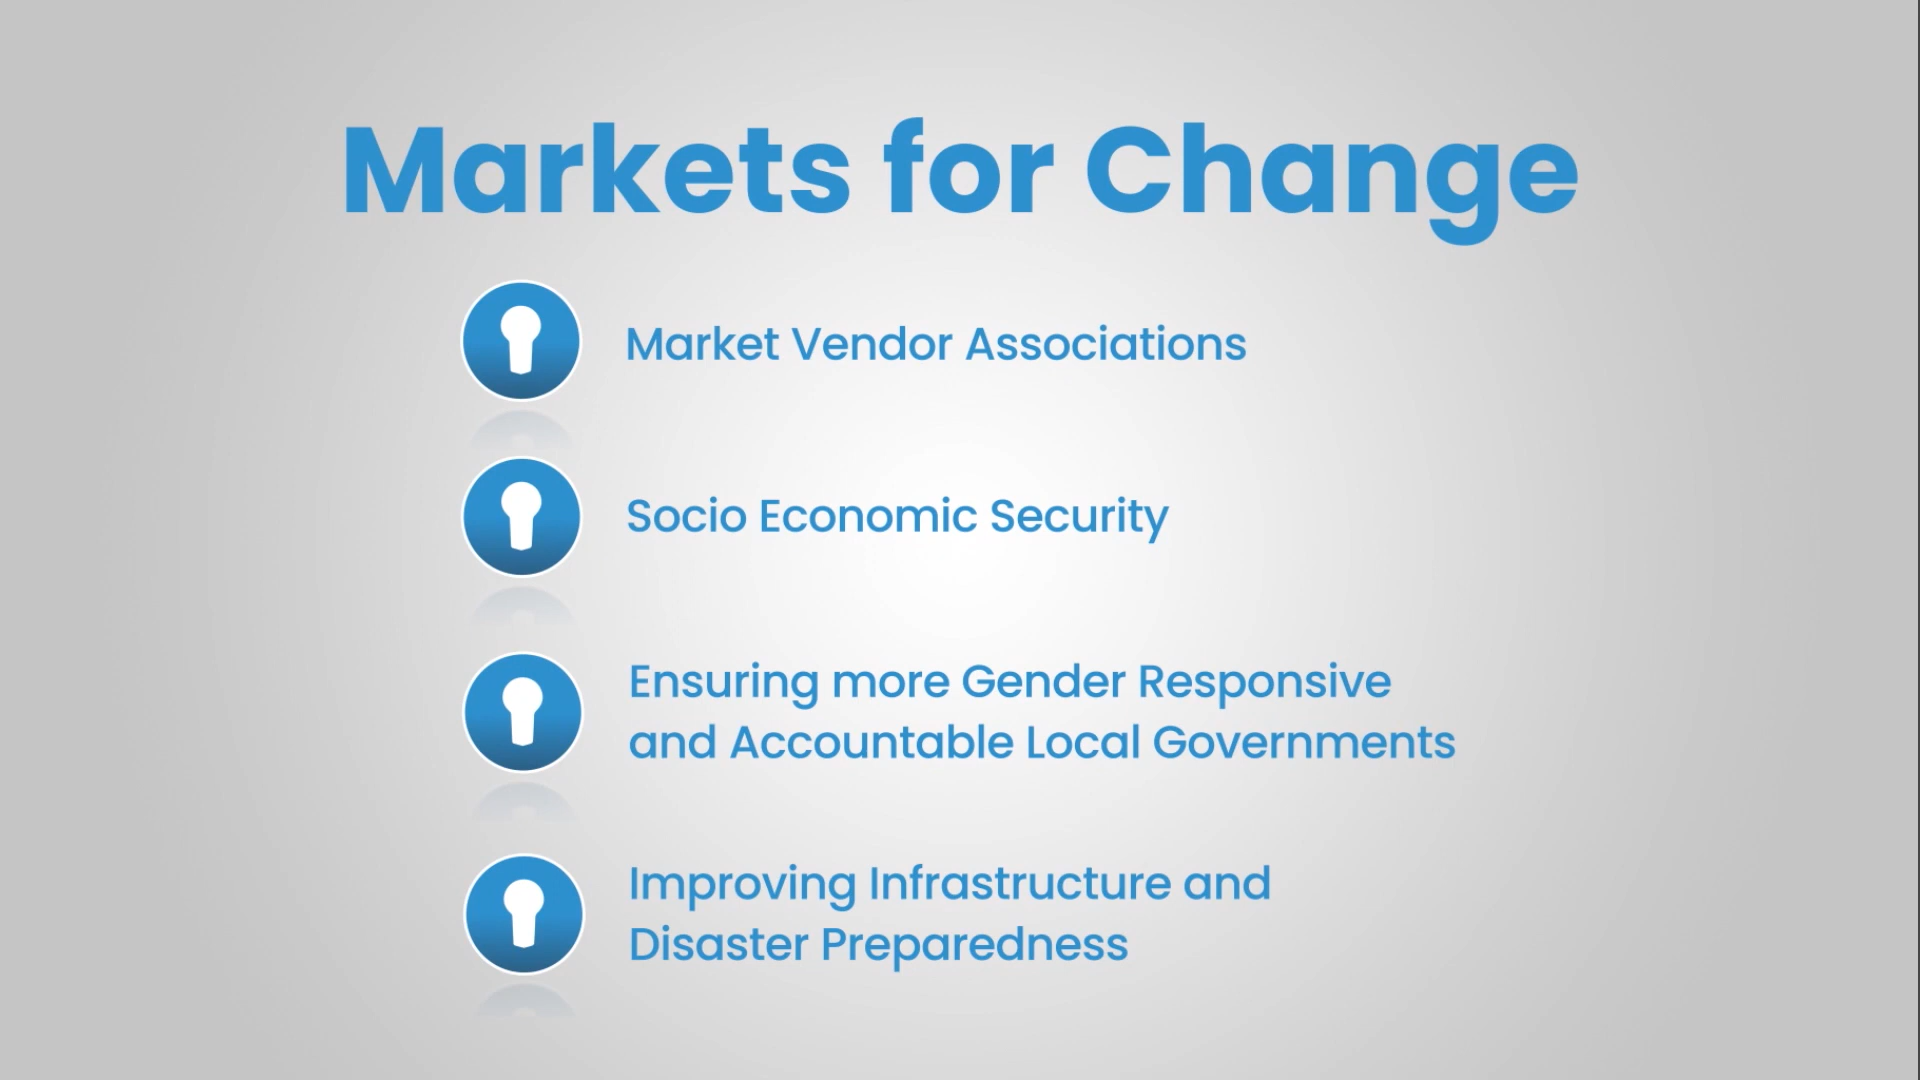 Markets for Change
Market Vendor Associations
Socio Economic Security
Ensuring more Gender Responsive
and Accountable Local Governments
Improving Infrastructure and
Disaster Preparedness